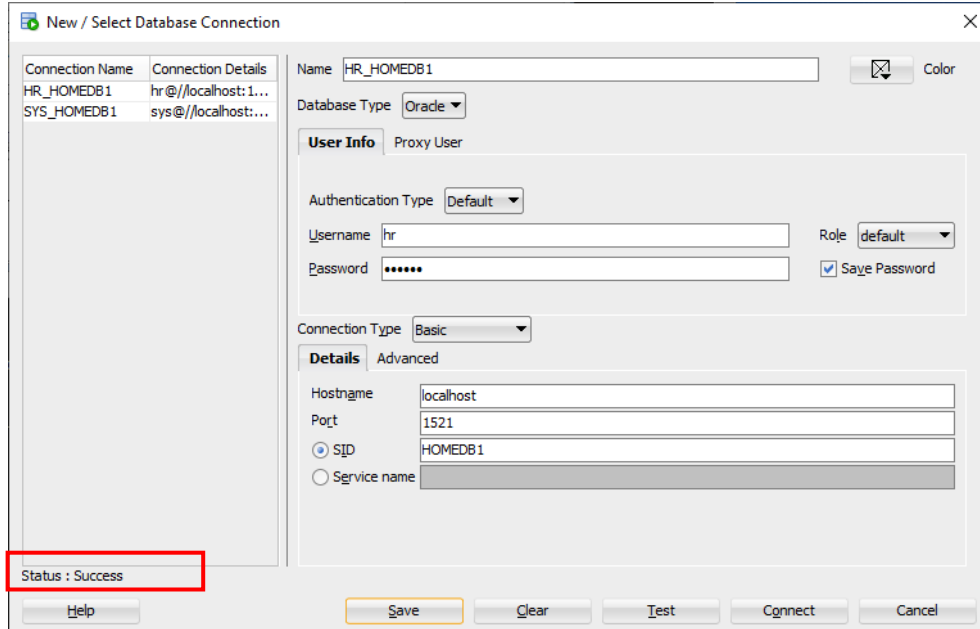 New / Select Database Connection
Connection Name Connection Details
HR_HOMEDB1 hr@//localhost:1...
SYS_HOMEDB1 sys@//localhost:...
Name HR_HOMEDB1 Color
Database Type Oracle
User Info Proxy User
Authentication Type Default
Username hr Role default
Password •••••• Save Password
Connection Type Basic
Details Advanced
Hostname localhost
Port 1521
SID HOMEDB1
Service name
Status : Success
Help Save Clear Test Connect Cancel